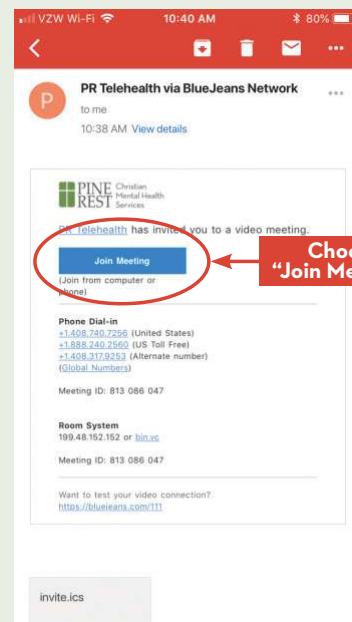 VZW Wi-Fi 10:40 AM 80%
P
PR Telehealth via BlueJeans Network
to me
10:38 AM View details
PINE REST Christian Mental Health Services
PR Telehealth has invited you to a video meeting.
Join Meeting
(Join from computer or
phone)
Choo
“Join Me
Phone Dial-in
+1.408.740.7256 (United States)
+1.888.240.2560 (US Toll Free)
+1.408.317.9253 (Alternate number)
(Global Numbers)
Meeting ID: 813 086 047
Room System
199.48.152.152 or bjn.vc
Meeting ID: 813 086 047
Want to test your video connection?
https://bluejeans.com/111
invite.ics